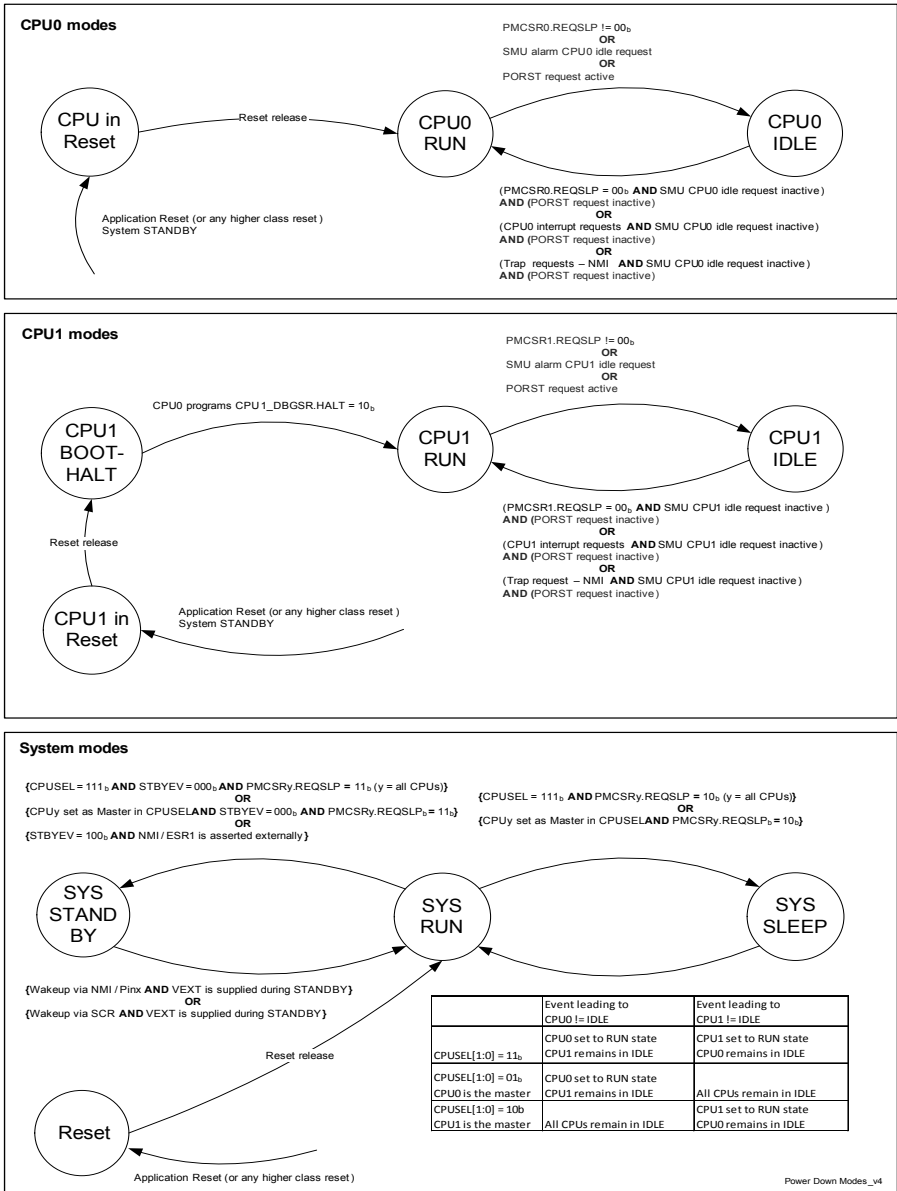 CPU0 modes
PMCSR0.REQSLP != 00b
OR
SMU alarm CPU0 idle request
OR
PORST request active
CPU in
Reset
Reset release
CPU0
RUN
CPU0
IDLE
Application Reset (or any higher class reset)
System STANDBY
(PMCSR0.REQSLP = 00b AND SMU CPU0 idle request inactive)
AND (PORST request inactive)
OR
(CPU0 interrupt requests AND SMU CPU0 idle request inactive)
AND (PORST request inactive)
OR
(Trap requests – NMI AND SMU CPU0 idle request inactive)
AND (PORST request inactive)
CPU1 modes
PMCSR1.REQSLP != 00b
OR
SMU alarm CPU1 idle request
OR
PORST request active
CPU0 programs CPU1_DBGSR.HALT = 10b
CPU1
BOOT-
HALT
CPU1
RUN
CPU1
IDLE
Reset release
(PMCSR1.REQSLP = 00b AND SMU CPU1 idle request inactive)
AND (PORST request inactive)
OR
(CPU1 interrupt requests AND SMU CPU1 idle request inactive)
AND (PORST request inactive)
OR
(Trap request – NMI AND SMU CPU1 idle request inactive)
AND (PORST request inactive)
CPU1 in
Reset
Application Reset (or any higher class reset)
System STANDBY
System modes
{CPUSEL = 111b AND STBYEV = 000b AND PMCSRy.REQSLP = 11b (y = all CPUs)}
OR
{CPUy set as Master in CPUSEL AND STBYEV = 000b AND PMCSRy.REQSLPb = 11b}
OR
{STBYEV = 100b AND NMI / ESR1 is asserted externally}
{CPUSEL = 111b AND PMCSRy.REQSLP = 10b (y = all CPUs)}
OR
{CPUy set as Master in CPUSEL AND PMCSRy.REQSLPb = 10b}
SYS
STAND
BY
SYS
RUN
SYS
SLEEP
{Wakeup via NMI / Pinx AND VEXT is supplied during STANDBY}
OR
{Wakeup via SCR AND VEXT is supplied during STANDBY}
Reset release
Event leading to
CPU0 != IDLE
Event leading to
CPU1 != IDLE
CPUSEL[1:0] = 11b
CPU0 set to RUN state
CPU1 remains in IDLE
CPU1 set to RUN state
CPU0 remains in IDLE
CPUSEL[1:0] = 01b
CPU0 is the master
CPU0 set to RUN state
CPU1 remains in IDLE
All CPUs remain in IDLE
CPUSEL[1:0] = 10b
CPU1 is the master
All CPUs remain in IDLE
CPU1 set to RUN state
CPU0 remains in IDLE
Reset
Application Reset (or any higher class reset)
Power Down Modes_v4